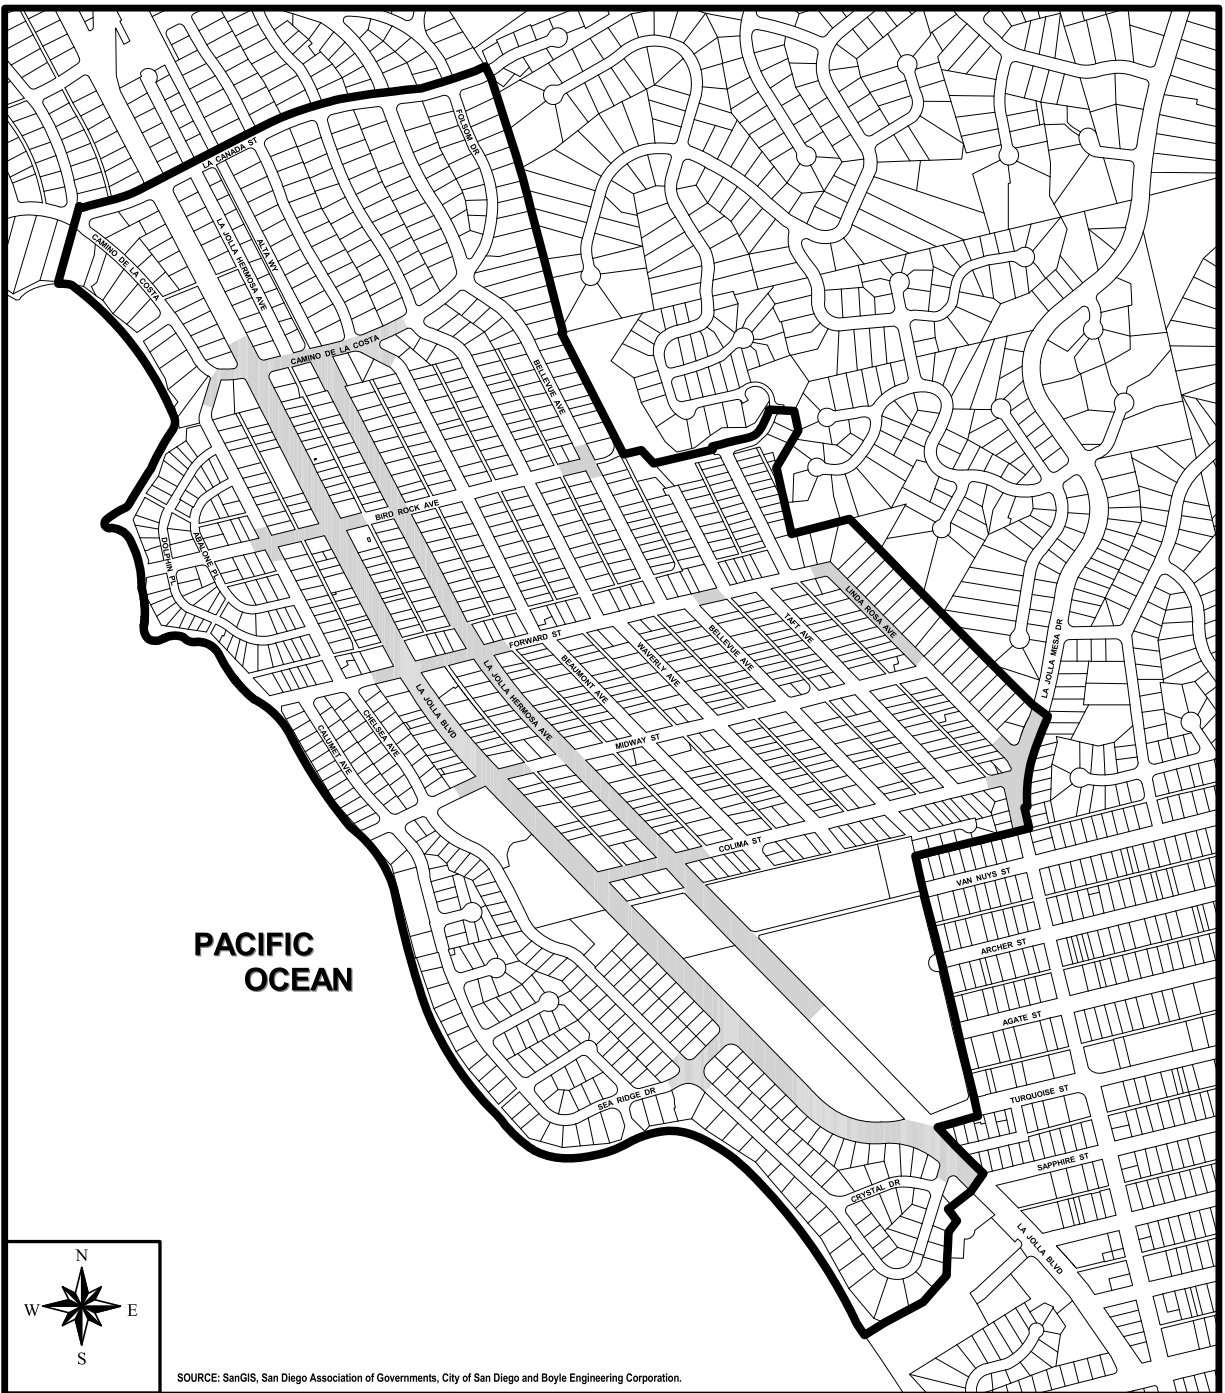 FOLSOM DR
LA CANADA ST
CAMINO DE LA COSTA
LA JOLLA HERMOSA AVE
ALTA WY
CAMINO DE LA COSTA
BELLEVUE AVE
BIRD ROCK AVE
DOLPHIN PL
ABALONE PL
LINDA ROSA AVE
TAFT AVE
FORWARD ST
BELLEVUE AVE
WAVERLY AVE
BEAUMONT AVE
LA JOLLA HERMOSA AVE
LA JOLLA MESA DR
LA JOLLA BLVD
CHELSEA AVE
CALUMET AVE
MIDWAY ST
COLIMA ST
VAN NUYS ST
PACIFIC
OCEAN
ARCHER ST
AGATE ST
SEA RIDGE DR
TURQUOISE ST
SAPPHIRE ST
CRYSTAL DR
LA JOLLA BLVD
N
W E
S
SOURCE: SanGIS, San Diego Association of Governments, City of San Diego and Boyle Engineering Corporation.